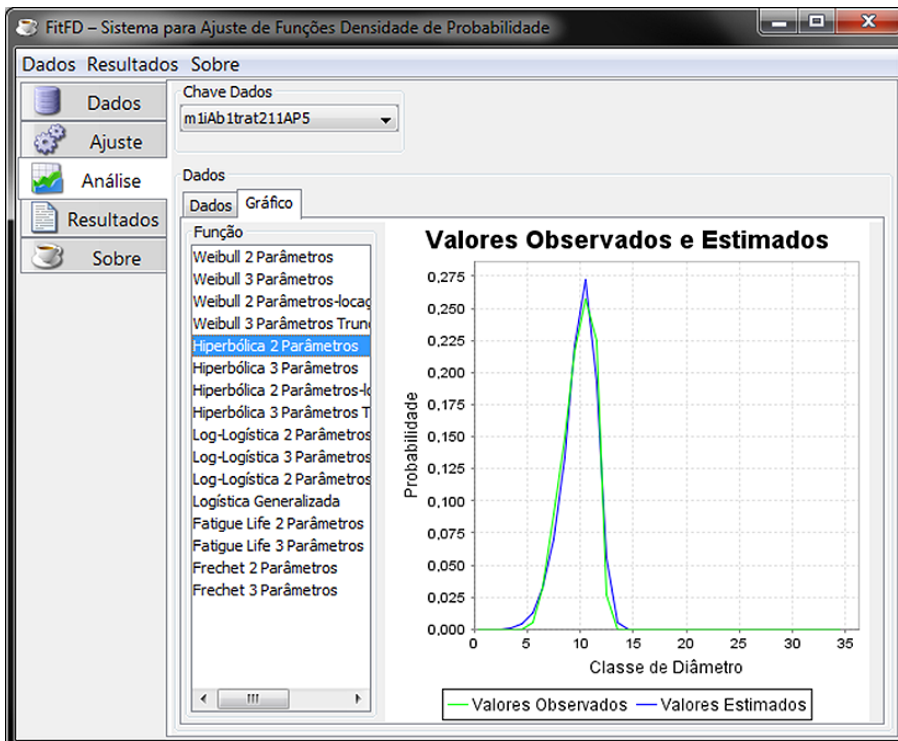 FitFD – Sistema para Ajuste de Funções Densidade de Probabilidade
Dados Resultados Sobre
Dados
Ajuste
Análise
Resultados
Sobre
Chave Dados
m1iAb1trat211AP5
Dados
Dados Gráfico
Função
Weibull 2 Parâmetros
Weibull 3 Parâmetros
Weibull 2 Parâmetros-locaç
Weibull 3 Parâmetros Trun
Hiperbólica 2 Parâmetros
Hiperbólica 3 Parâmetros
Hiperbólica 2 Parâmetros-lo
Hiperbólica 3 Parâmetros T
Log-Logística 2 Parâmetros
Log-Logística 3 Parâmetros
Log-Logística 2 Parâmetros
Logística Generalizada
Fatigue Life 2 Parâmetros
Fatigue Life 3 Parâmetros
Frechet 2 Parâmetros
Frechet 3 Parâmetros
Valores Observados e Estimados
Probabilidade
0,275
0,250
0,225
0,200
0,175
0,150
0,125
0,100
0,075
0,050
0,025
0,000
0 5 10 15 20 25 30 35
Classe de Diâmetro
Valores Observados Valores Estimados